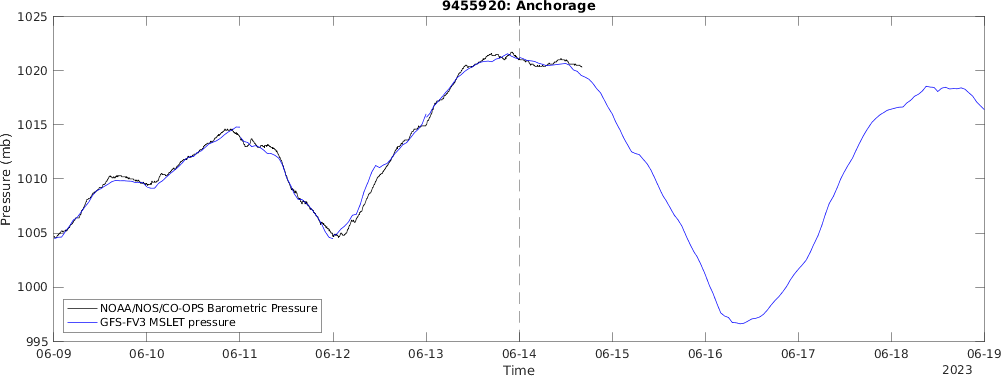 9455920: Anchorage
1025
1020
1015
1010
1005
1000
995
Pressure (mb)
NOAA/NOS/CO-OPS Barometric Pressure
GFS-FV3 MSLET pressure
06-09 06-10 06-11 06-12 06-13 06-14 06-15 06-16 06-17 06-18 06-19
Time
2023